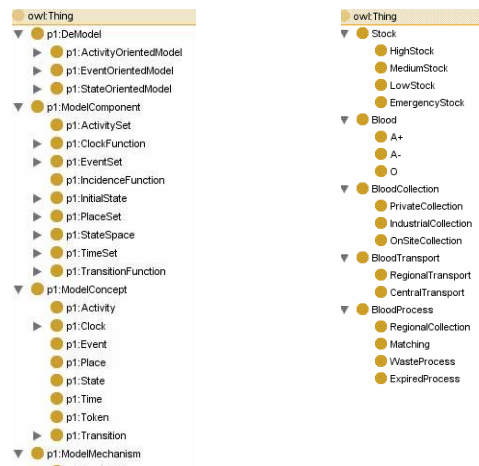 owl:Thing
p1:DeModel
p1:ActivityOrientedModel
p1:EventOrientedModel
p1:StateOrientedModel
p1:ModelComponent
p1:ActivitySet
p1:ClockFunction
p1:EventSet
p1:IncidenceFunction
p1:InitialState
p1:PlaceSet
p1:StateSpace
p1:TimeSet
p1:TransitionFunction
p1:ModelConcept
p1:Activity
p1:Clock
p1:Event
p1:Place
p1:State
p1:Time
p1:Token
p1:Transition
p1:ModelMechanism
owl:Thing
Stock
HighStock
MediumStock
LowStock
EmergencyStock
Blood
A+
A-
O
BloodCollection
PrivateCollection
IndustrialCollection
OnSiteCollection
BloodTransport
RegionalTransport
CentralTransport
BloodProcess
RegionalCollection
Matching
WasteProcess
ExpiredProcess